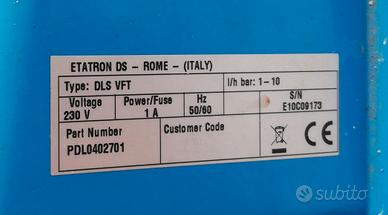 ETATRON DS - ROME - (ITALY)
Type: DLS VFT
l/h bar: 1-10
Voltage
230 V
Power/Fuse
1 A
Hz
50/60
S/N
E10C09173
Part Number
PDL0402701
Customer Code
CE
subito